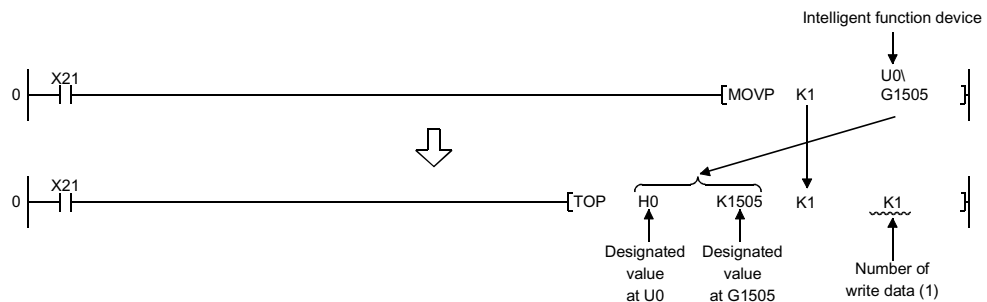 Intelligent function device
X21
U0\
0 MOVP K1 G1505
X21
0 TOP H0 K1505 K1 K1
Designated value at U0
Designated value at G1505
Number of write data (1)